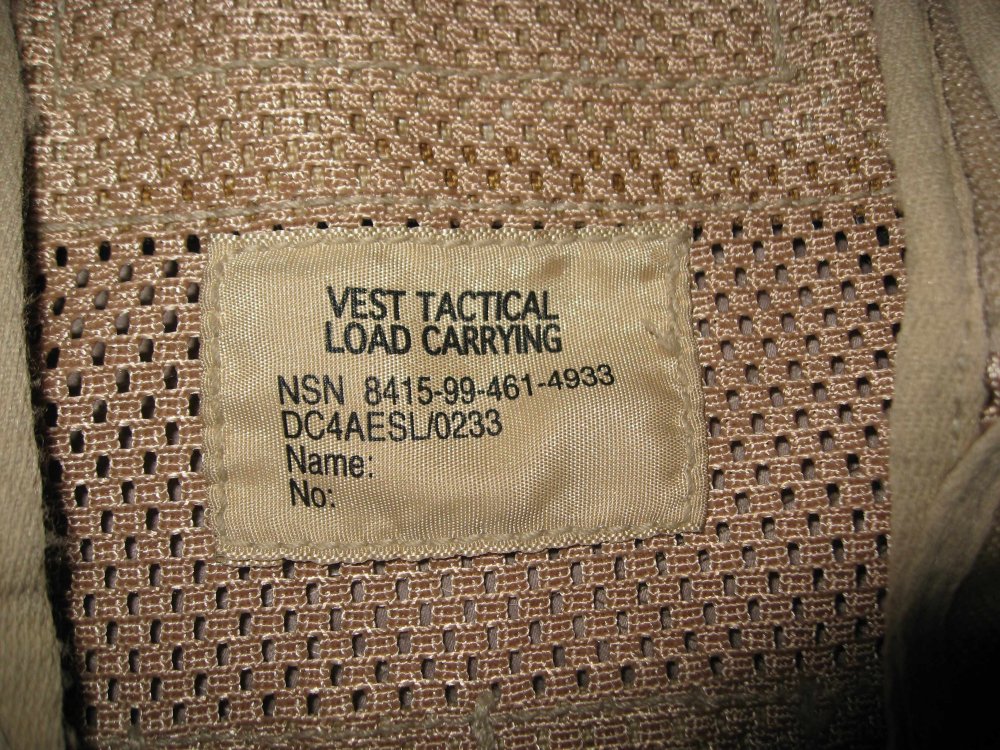 VEST TACTICAL
LOAD CARRYING
NSN 8415-99-461-4933
DC4AESL/0233
Name:
No: